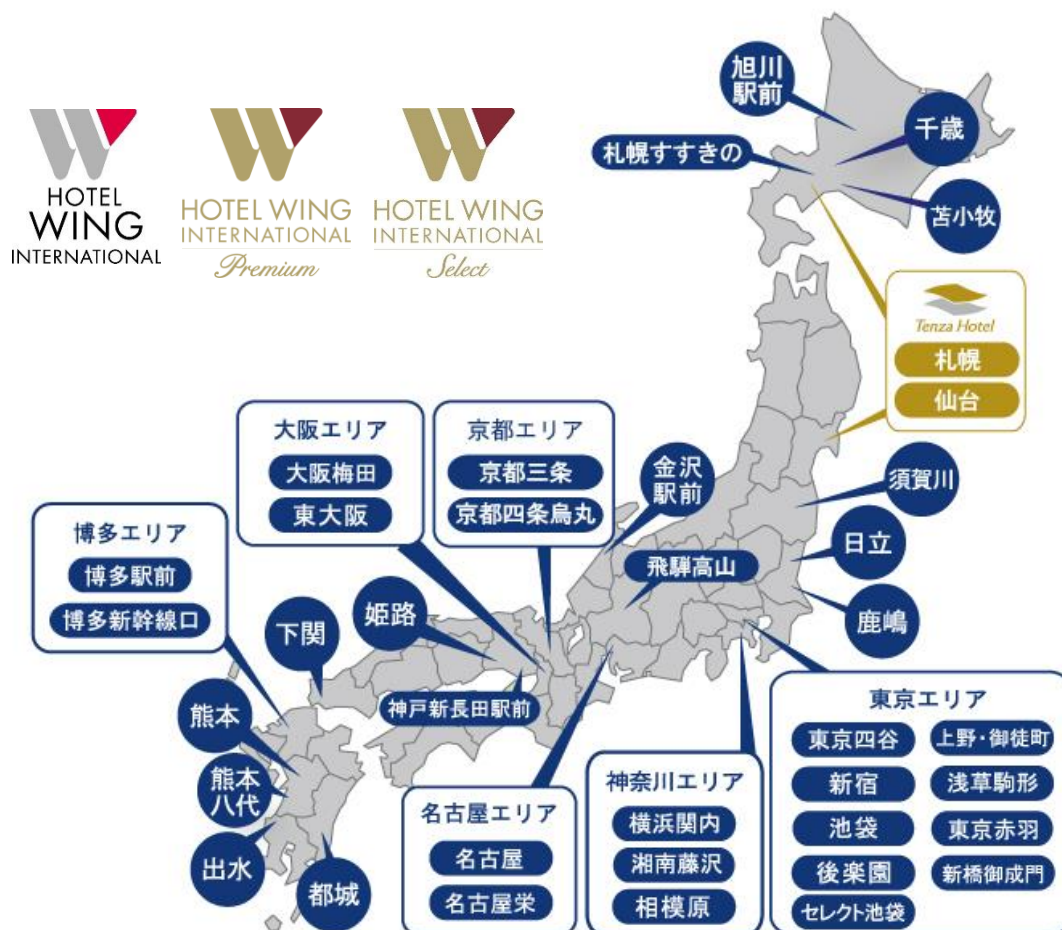 HOTEL
WING
INTERNATIONAL
HOTEL WING
INTERNATIONAL
Premium
HOTEL WING
INTERNATIONAL
Select
旭川
駅前
千歳
札幌すすきの
苫小牧
Tenza Hotel
札幌
仙台
大阪エリア
大阪梅田
東大阪
京都エリア
京都三条
京都四条烏丸
金沢
駅前
須賀川
博多エリア
博多駅前
博多新幹線口
日立
飛騨高山
姫路
下関
鹿嶋
神戸新長田駅前
熊本
熊本
八代
出水
都城
名古屋エリア
名古屋
名古屋栄
神奈川エリア
横浜関内
湘南藤沢
相模原
東京エリア
東京四谷
上野・御徒町
新宿
浅草駒形
池袋
東京赤羽
後楽園
新橋御成門
セレクト池袋